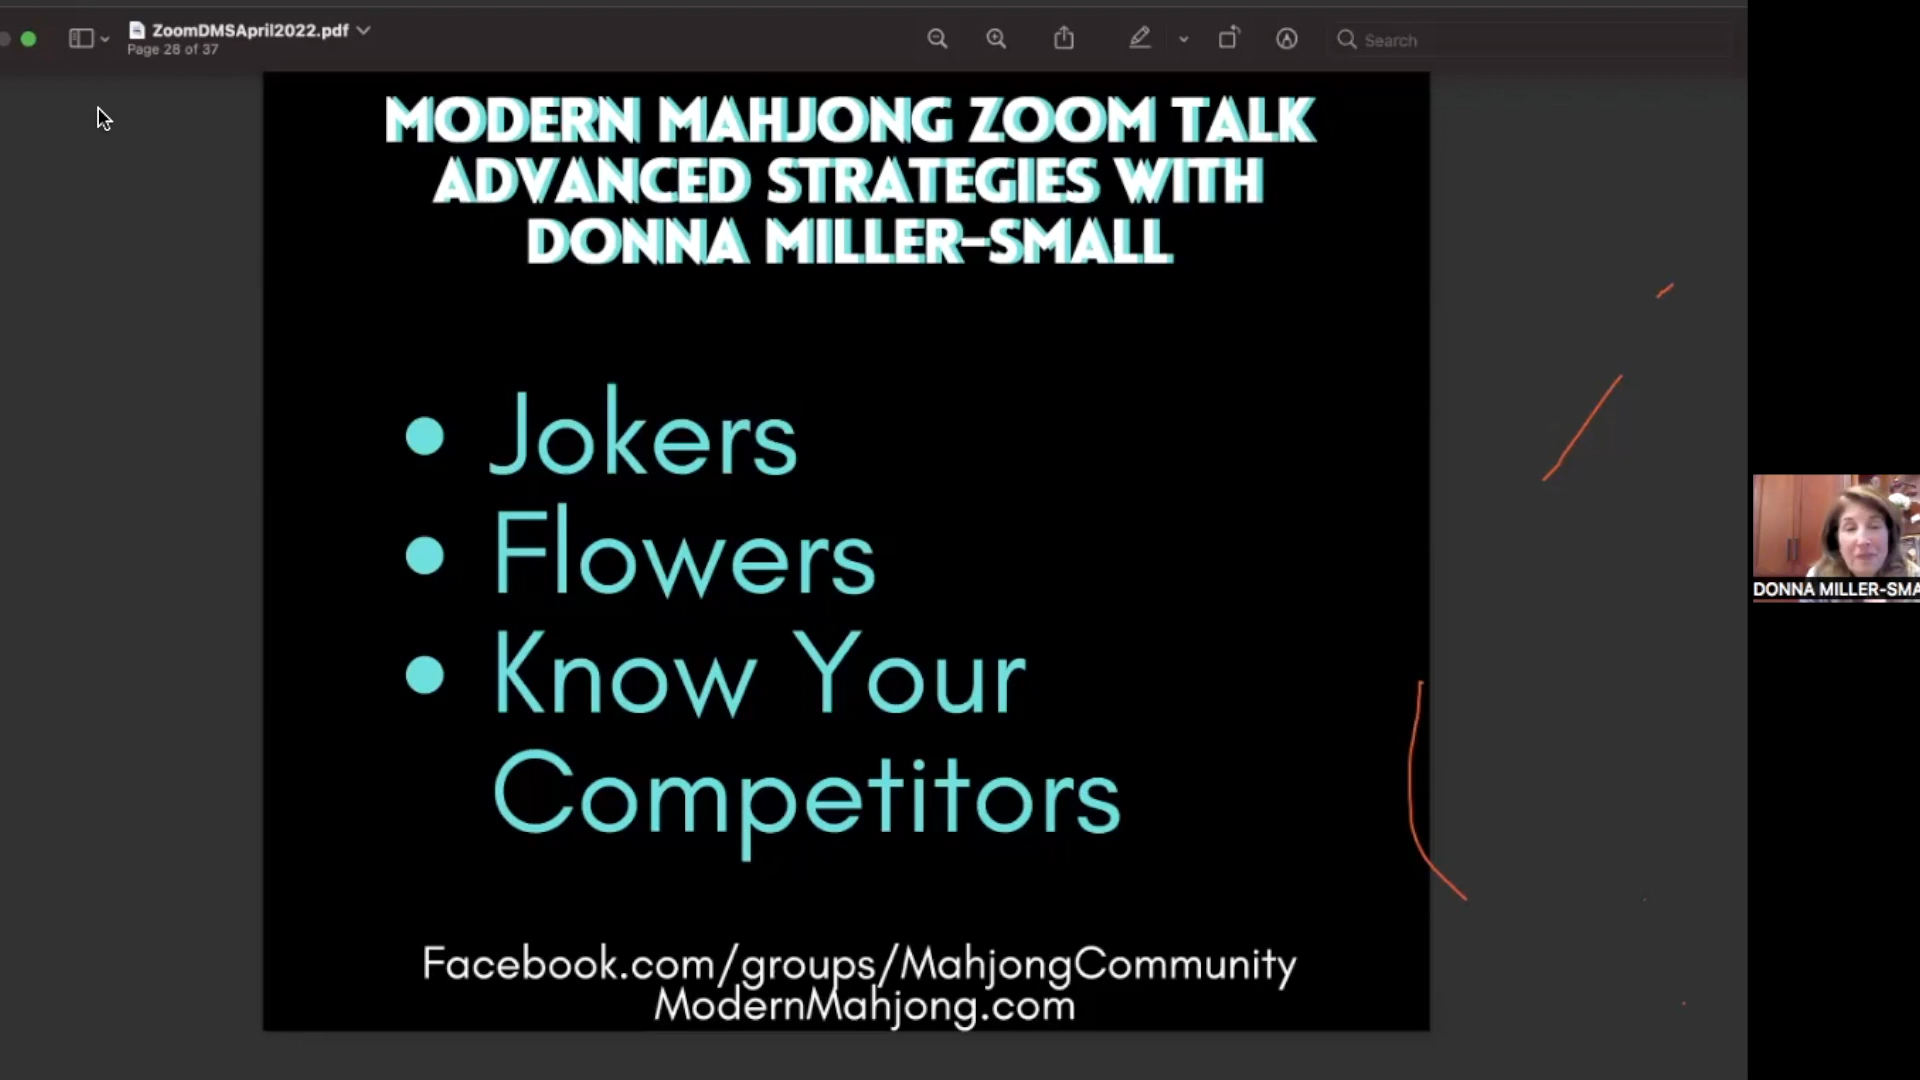 ZoomDMSApril2022.pdf
Page 28 of 37
Search
MODERN MAHJONG ZOOM TALK
ADVANCED STRATEGIES WITH
DONNA MILLER-SMALL
• Jokers
• Flowers
• Know Your
Competitors
DONNA MILLER-SMA
Facebook.com/groups/MahjongCommunity
ModernMahjong.com